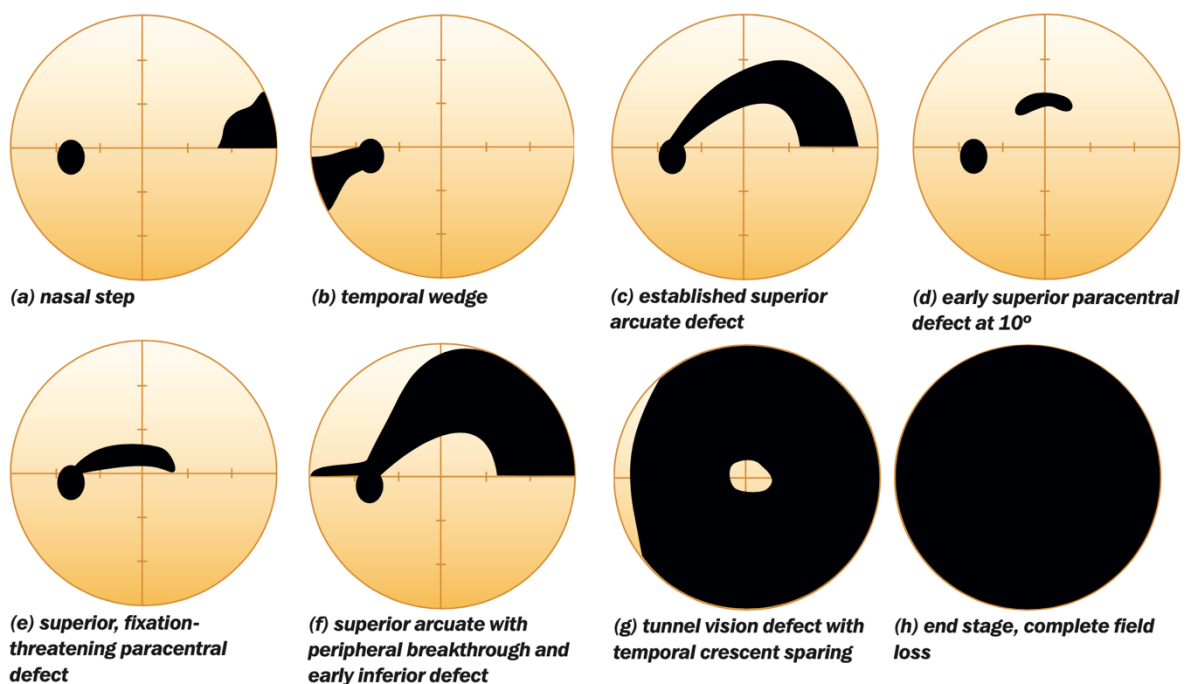 (a) nasal step
(b) temporal wedge
(c) established superior
arcuate defect
(d) early superior paracentral
defect at 10º
(e) superior, fixation-
threatening paracentral
defect
(f) superior arcuate with
peripheral breakthrough and
early inferior defect
(g) tunnel vision defect with
temporal crescent sparing
(h) end stage, complete field
loss